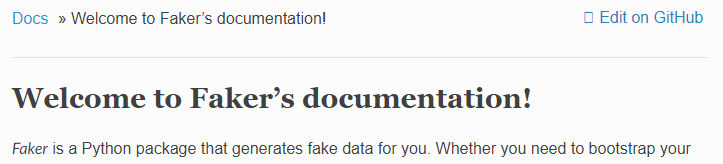 Docs » Welcome to Faker’s documentation!
Edit on GitHub
Welcome to Faker’s documentation!
Faker is a Python package that generates fake data for you. Whether you need to bootstrap your